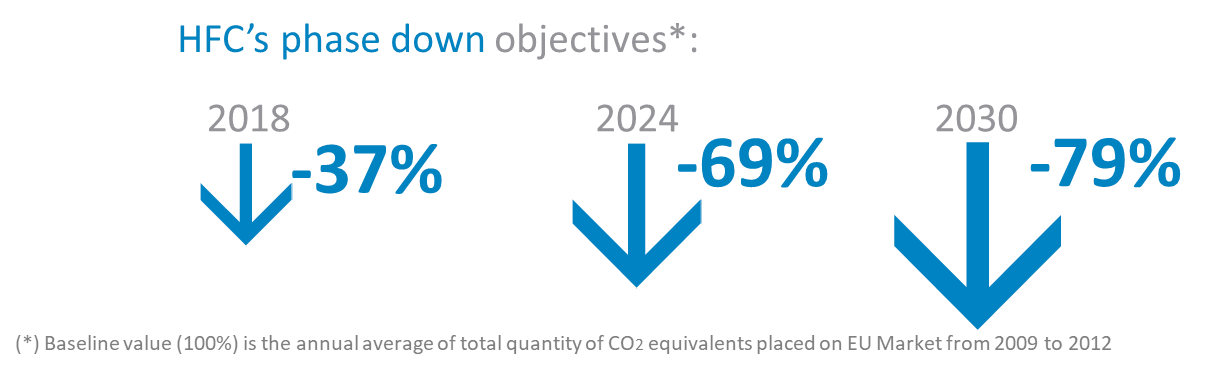 HFC’s phase down objectives*:
2018 2024 2030
-37% -69% -79%
(*) Baseline value (100%) is the annual average of total quantity of CO2 equivalents placed on EU Market from 2009 to 2012